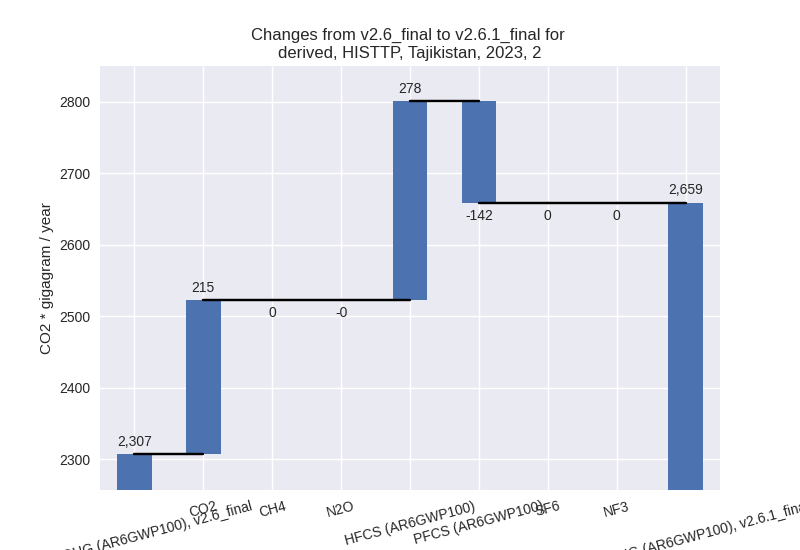 Changes from v2.6_final to v2.6.1_final for
derived, HISTTP, Tajikistan, 2023, 2
CO2 * gigagram / year
2800
2700
2600
2500
2400
2300
2,307
215
0
-0
278
-142
0
0
2,659
(AR6GWP100), v2.6_final
CO2
CH4
N2O
HFCS (AR6GWP100)
PFCS (AR6GWP100)
SF6
NF3
(AR6GWP100), v2.6.1_final